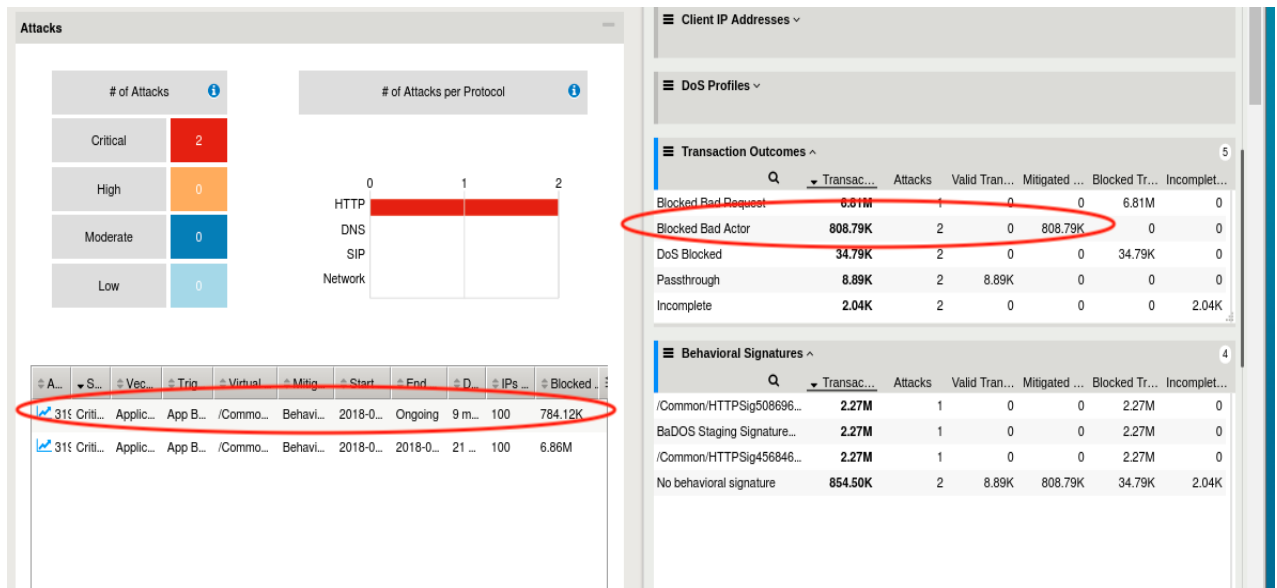 Attacks
# of Attacks
Critical 2
High 0
Moderate 0
Low 0
# of Attacks per Protocol
0 1 2
HTTP
DNS
SIP
Network
A... S... Vec... Trig... Virtual... Mitig... Start... End... D... IPs ... Blocked ..
319 Criti... Applic... App B... /Commo... Behavi... 2018-0... Ongoing 9 m... 100 784.12K
319 Criti... Applic... App B... /Commo... Behavi... 2018-0... 2018-0... 21 ... 100 6.86M
Client IP Addresses
DoS Profiles
Transaction Outcomes 5
Transac... Attacks Valid Tran... Mitigated ... Blocked Tr... Incomplet...
Blocked Bad Request 6.81M 1 0 0 6.81M 0
Blocked Bad Actor 808.79K 2 0 808.79K 0 0
DoS Blocked 34.79K 2 0 0 34.79K 0
Passthrough 8.89K 2 8.89K 0 0 0
Incomplete 2.04K 2 0 0 0 2.04K
Behavioral Signatures 4
Transac... Attacks Valid Tran... Mitigated ... Blocked Tr... Incomplet...
/Common/HTTPSig508696... 2.27M 1 0 0 2.27M 0
BaDOS Staging Signature... 2.27M 1 0 0 2.27M 0
/Common/HTTPSig456846... 2.27M 1 0 0 2.27M 0
No behavioral signature 854.50K 2 8.89K 808.79K 34.79K 2.04K